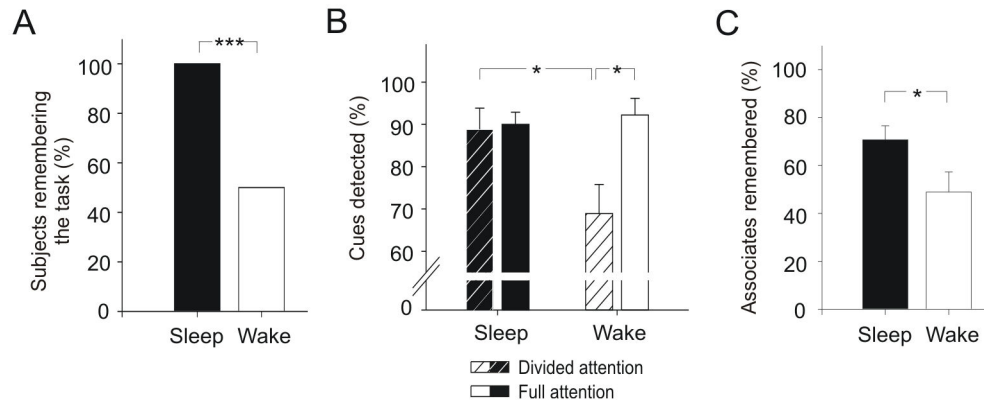 A
Subjects remembering
the task (%)
100
80
60
40
20
0
***
Sleep Wake
B
Cues detected (%)
100
90
80
70
60
0
* *
Sleep Wake
Divided attention
Full attention
C
Associates remembered (%)
100
80
60
40
20
0
*
Sleep Wake